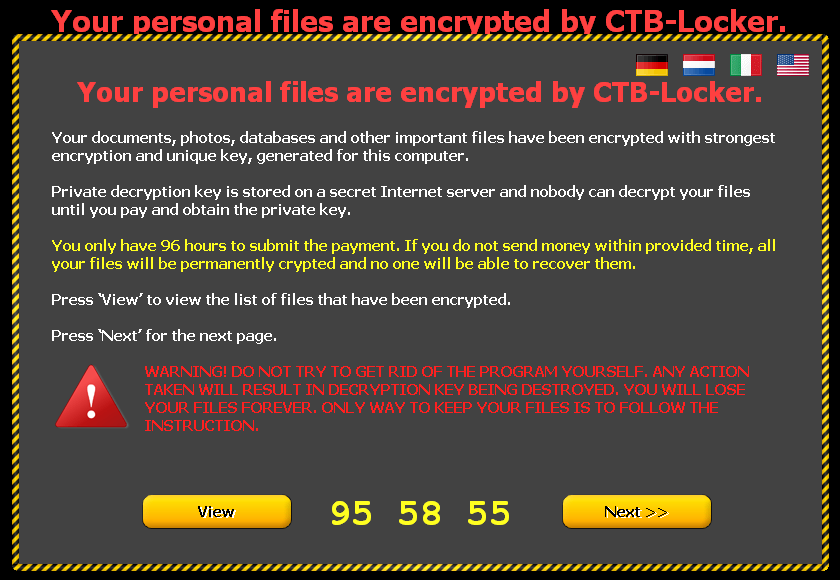 Your personal files are encrypted by CTB-Locker.
Your personal files are encrypted by CTB-Locker.
Your documents, photos, databases and other important files have been encrypted with strongest
encryption and unique key, generated for this computer.
Private decryption key is stored on a secret Internet server and nobody can decrypt your files
until you pay and obtain the private key.
You only have 96 hours to submit the payment. If you do not send money within provided time, all
your files will be permanently crypted and no one will be able to recover them.
Press 'View' to view the list of files that have been encrypted.
Press 'Next' for the next page.
WARNING! DO NOT TRY TO GET RID OF THE PROGRAM YOURSELF. ANY ACTION
TAKEN WILL RESULT IN DECRYPTION KEY BEING DESTROYED. YOU WILL LOSE
YOUR FILES FOREVER. ONLY WAY TO KEEP YOUR FILES IS TO FOLLOW THE
INSTRUCTION.
View 95 58 55 Next >>